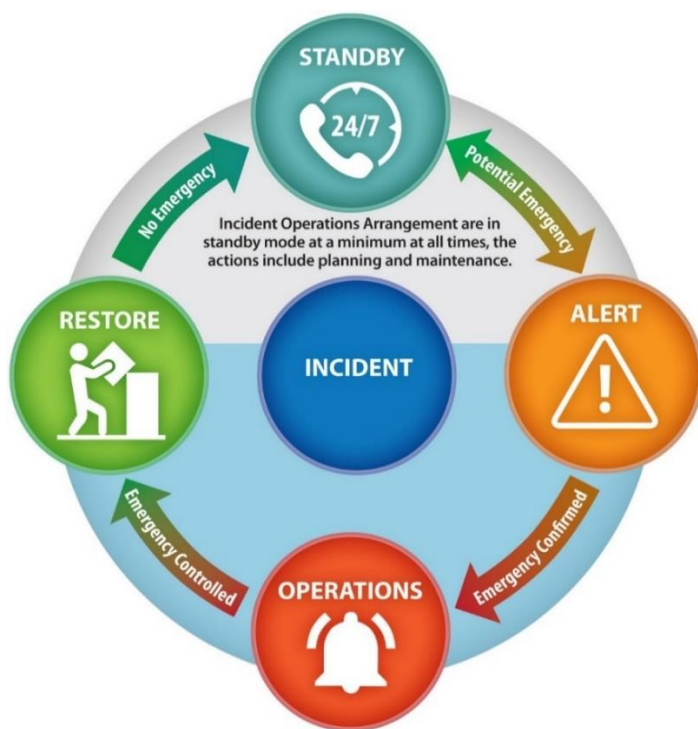 STANDBY
24/7
No Emergency
Potential Emergency
Incident Operations Arrangement are in
standby mode at a minimum at all times, the
actions include planning and maintenance.
RESTORE
INCIDENT
ALERT
!
Emergency Controlled
Emergency Confirmed
OPERATIONS